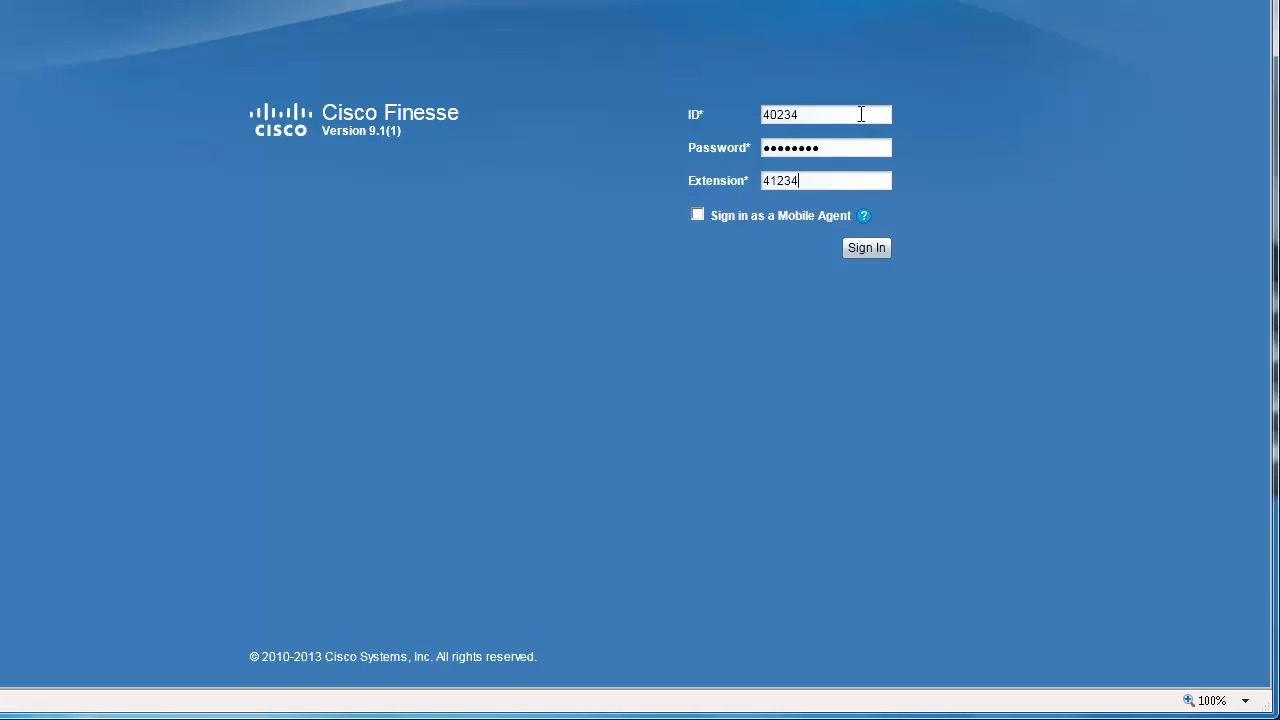 CISCO
Cisco Finesse
Version 9.1(1)
ID* 40234
Password* ••••••••
Extension* 41234
Sign in as a Mobile Agent ?
Sign In
© 2010-2013 Cisco Systems, Inc. All rights reserved.
100%